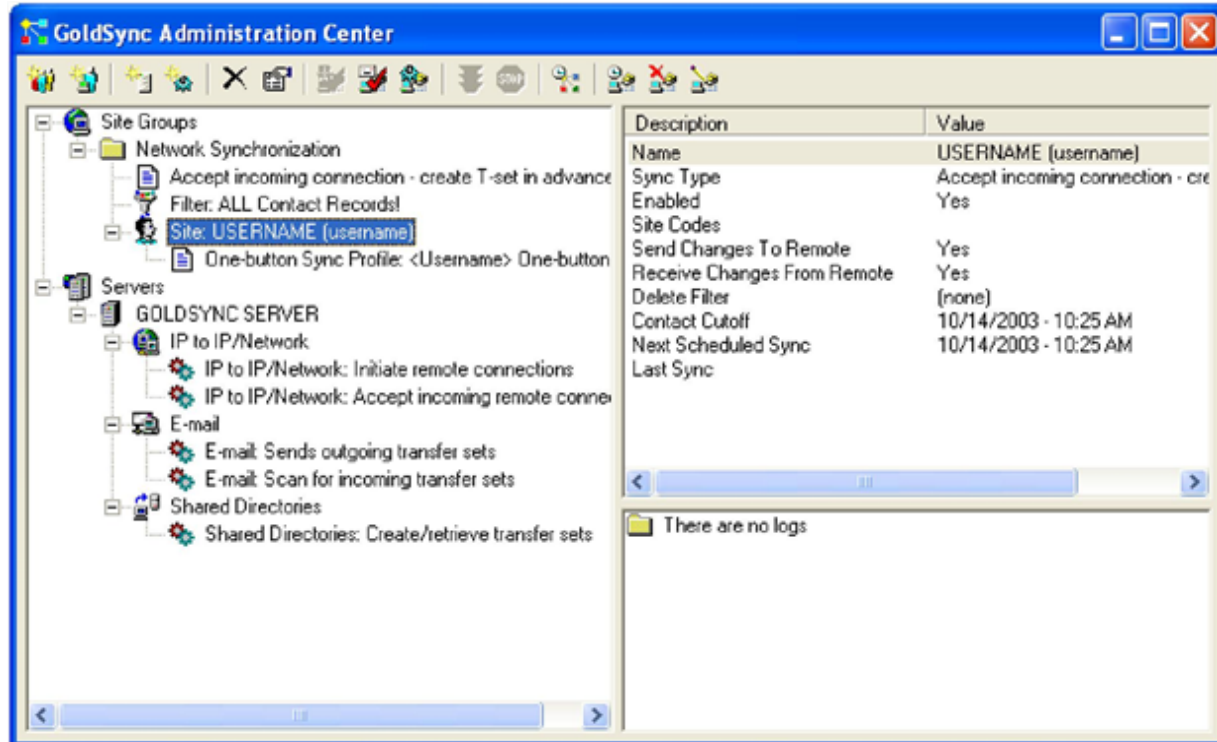 GoldSync Administration Center
STOP
Site Groups
Network Synchronization
Accept incoming connection - create T-set in advance
Filter: ALL Contact Records!
Site: USERNAME (username)
One-button Sync Profile: <Username> One-button
Servers
GOLDSYNC SERVER
IP to IP/Network
IP to IP/Network: Initiate remote connections
IP to IP/Network: Accept incoming remote conne
E-mail
E-mail: Sends outgoing transfer sets
E-mail: Scan for incoming transfer sets
Shared Directories
Shared Directories: Create/retrieve transfer sets
Description Value
Name USERNAME (username)
Sync Type Accept incoming connection - cre
Enabled Yes
Site Codes
Send Changes To Remote Yes
Receive Changes From Remote Yes
Delete Filter (none)
Contact Cutoff 10/14/2003 - 10:25 AM
Next Scheduled Sync 10/14/2003 - 10:25 AM
Last Sync
There are no logs